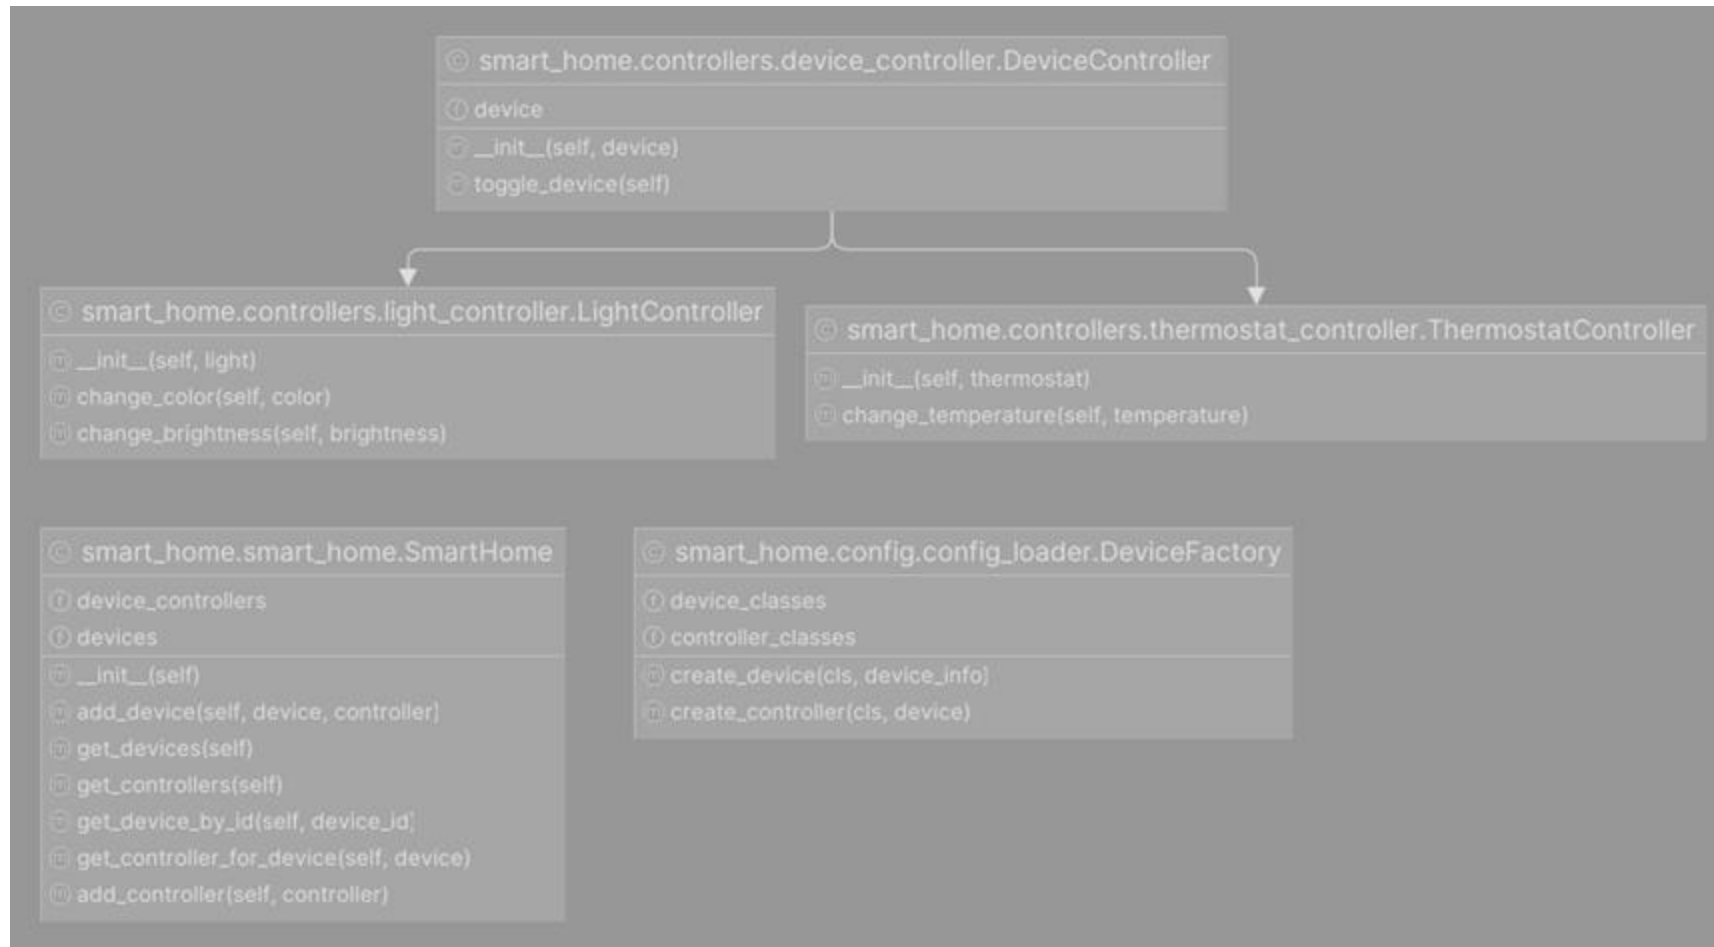 smart_home.controllers.device_controller.DeviceController
device
__init__(self, device)
toggle_device(self)
smart_home.controllers.light_controller.LightController
__init__(self, light)
change_color(self, color)
change_brightness(self, brightness)
smart_home.controllers.thermostat_controller.ThermostatController
__init__(self, thermostat)
change_temperature(self, temperature)
smart_home.smart_home.SmartHome
device_controllers
devices
__init__(self)
add_device(self, device, controller)
get_devices(self)
get_controllers(self)
get_device_by_id(self, device_id)
get_controller_for_device(self, device)
add_controller(self, controller)
smart_home.config.config_loader.DeviceFactory
device_classes
controller_classes
create_device(cls, device_info)
create_controller(cls, device)